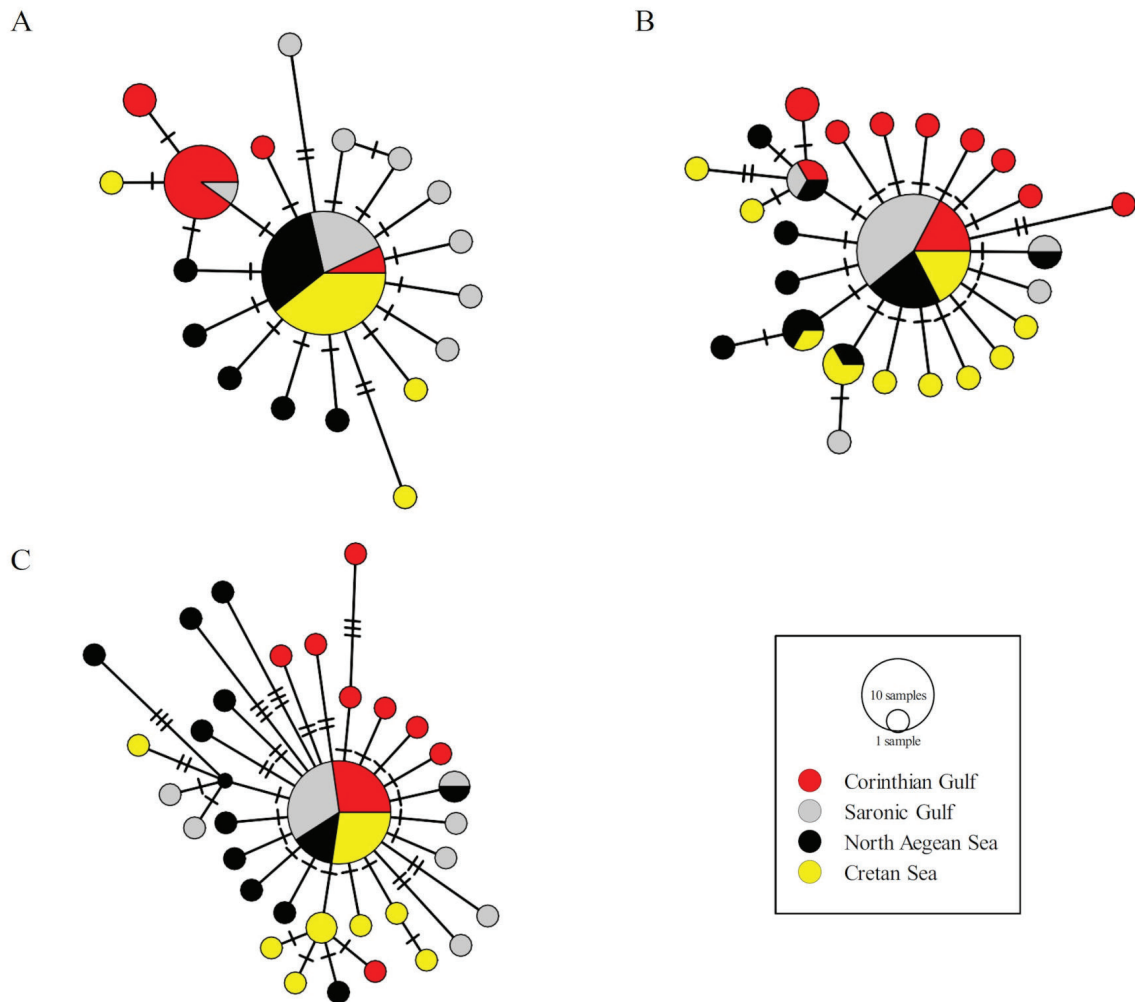 A
B
C
10 samples
1 sample
Corinthian Gulf
Saronic Gulf
North Aegean Sea
Cretan Sea